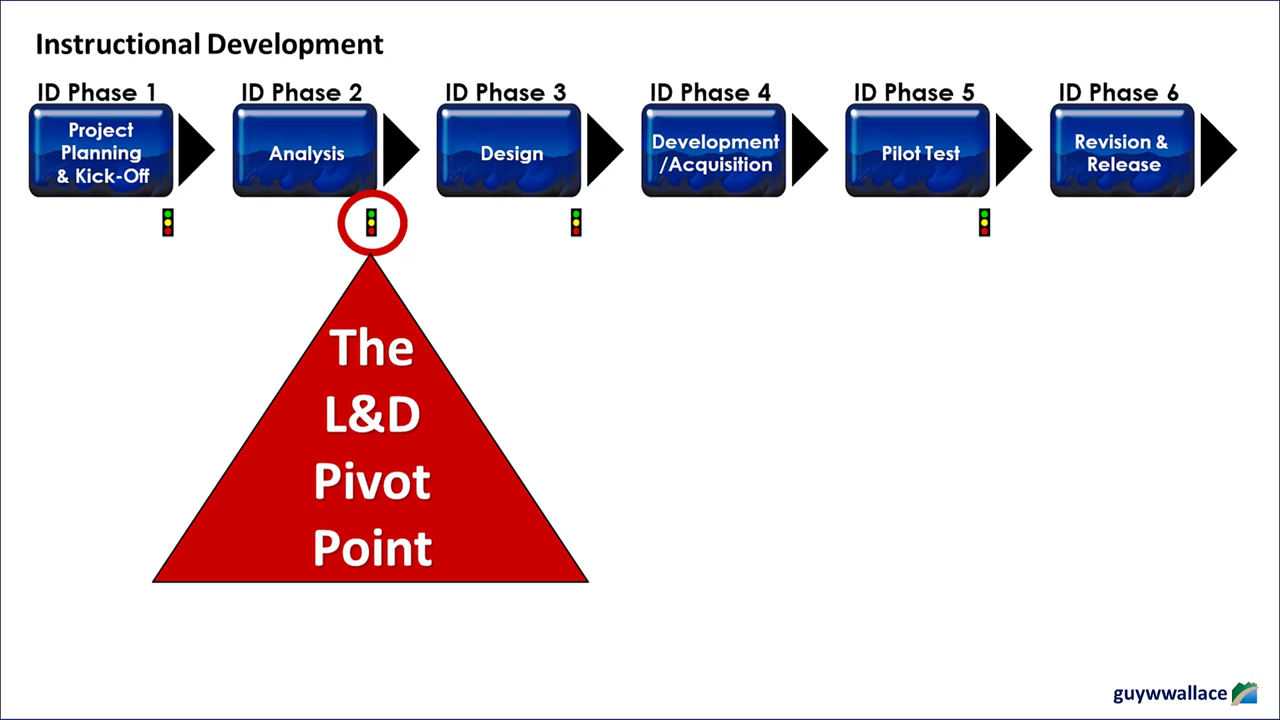 Instructional Development
ID Phase 1
ID Phase 2
ID Phase 3
ID Phase 4
ID Phase 5
ID Phase 6
Project
Planning
& Kick-Off
Analysis
Design
Development
/Acquisition
Pilot Test
Revision &
Release
The
L&D
Pivot
Point
guywwallace